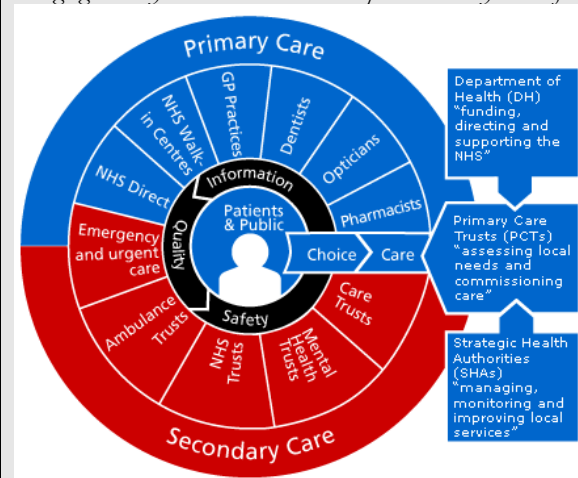 Primary Care
NHS Direct
NHS Walk-
in Centres
GP Practices
Dentists
Opticians
Pharmacists
Emergency
and urgent
care
Ambulance
Trusts
NHS
Trusts
Mental
Health
Trusts
Care
Trusts
Secondary Care
Information
Quality
Safety
Patients
& Public
Choice
Care
Department of
Health (DH)
"funding,
directing and
supporting the
NHS"
Primary Care
Trusts (PCTs)
"assessing local
needs and
commissioning
care"
Strategic Health
Authorities
(SHAs)
"managing,
monitoring and
improving local
services"